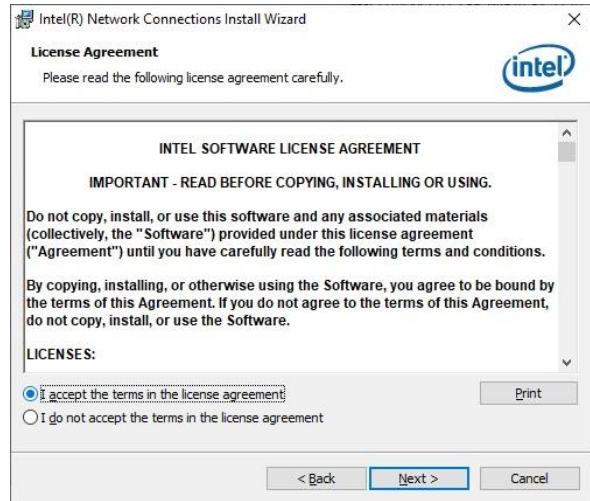 Intel(R) Network Connections Install Wizard
License Agreement
Please read the following license agreement carefully.
intel
INTEL SOFTWARE LICENSE AGREEMENT
IMPORTANT - READ BEFORE COPYING, INSTALLING OR USING.
Do not copy, install, or use this software and any associated materials
(collectively, the "Software") provided under this license agreement
("Agreement") until you have carefully read the following terms and conditions.
By copying, installing, or otherwise using the Software, you agree to be bound by
the terms of this Agreement. If you do not agree to the terms of this Agreement,
do not copy, install, or use the Software.
LICENSES:
I accept the terms in the license agreement
Print
I do not accept the terms in the license agreement
< Back
Next >
Cancel